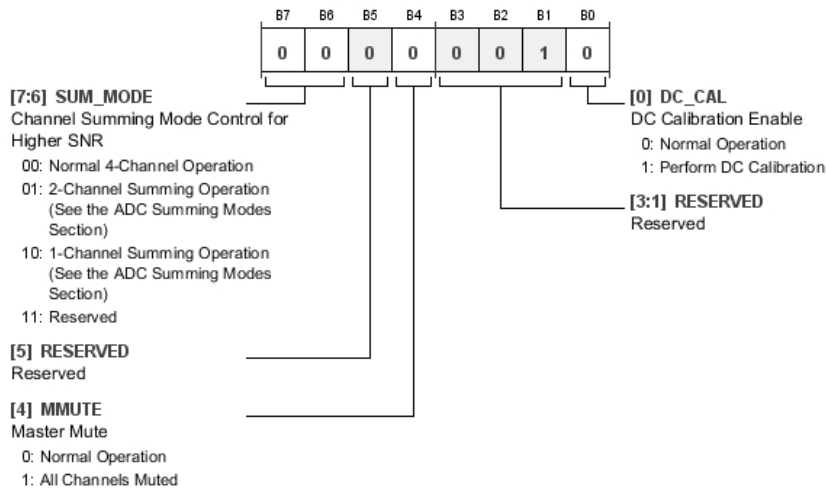 B7 B6 B5 B4 B3 B2 B1 B0
0 0 0 0 0 0 1 0
[7:6] SUM_MODE
Channel Summing Mode Control for
Higher SNR
00: Normal 4-Channel Operation
01: 2-Channel Summing Operation
(See the ADC Summing Modes
Section)
10: 1-Channel Summing Operation
(See the ADC Summing Modes
Section)
11: Reserved
[5] RESERVED
Reserved
[4] MMUTE
Master Mute
0: Normal Operation
1: All Channels Muted
[0] DC_CAL
DC Calibration Enable
0: Normal Operation
1: Perform DC Calibration
[3:1] RESERVED
Reserved